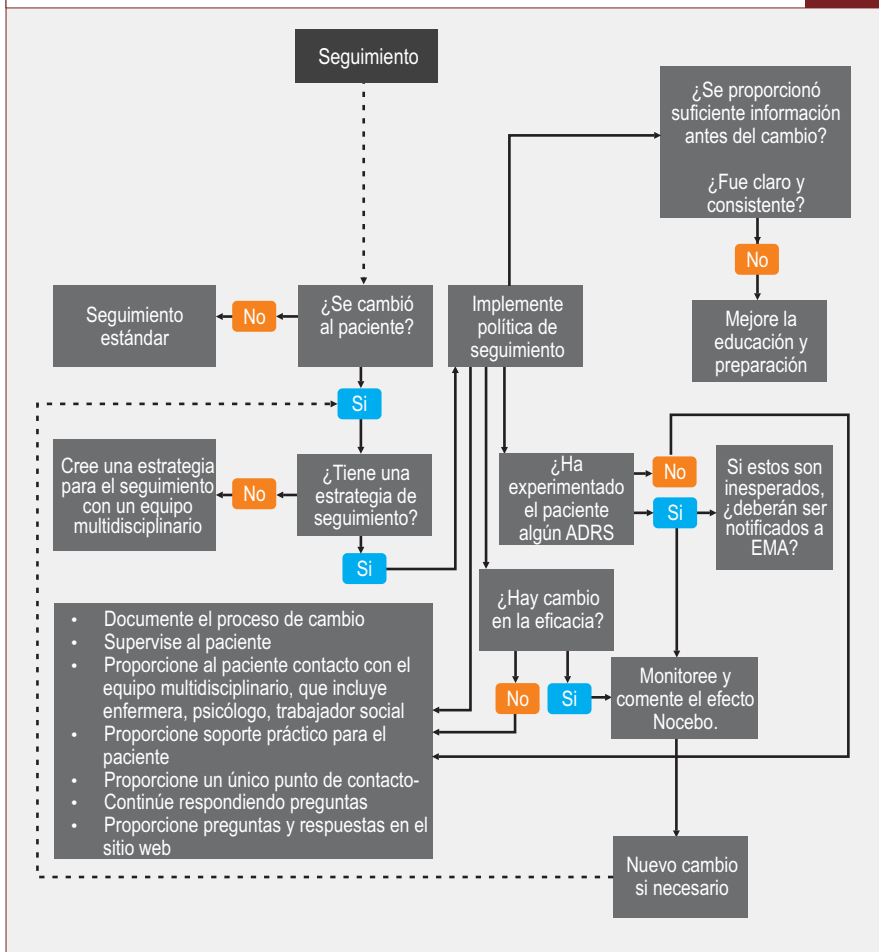 Seguimiento
¿Se proporcionó
suficiente información
antes del cambio?
¿Fue claro y
consistente?
No
Mejore la
educación y
preparación
Seguimiento
estándar
No
¿Se cambió
al paciente?
Implemente
política de
seguimiento
Si
Cree una estrategia
para el seguimiento
con un equipo
multidisciplinario
No
¿Tiene una
estrategia de
seguimiento?
Si
¿Ha
experimentado
el paciente
algún ADRS
No
Si
Si estos son
inesperados,
¿deberán ser
notificados a
EMA?
¿Hay cambio
en la eficacia?
No
Si
Monitoree y
comente el efecto
Nocebo.
• Documente el proceso de cambio
• Supervise al paciente
• Proporcione al paciente contacto con el
equipo multidisciplinario, que incluye
enfermera, psicólogo, trabajador social
• Proporcione soporte práctico para el
paciente
• Proporcione un único punto de contacto-
• Continúe respondiendo preguntas
• Proporcione preguntas y respuestas en el
sitio web
Nuevo cambio
si necesario